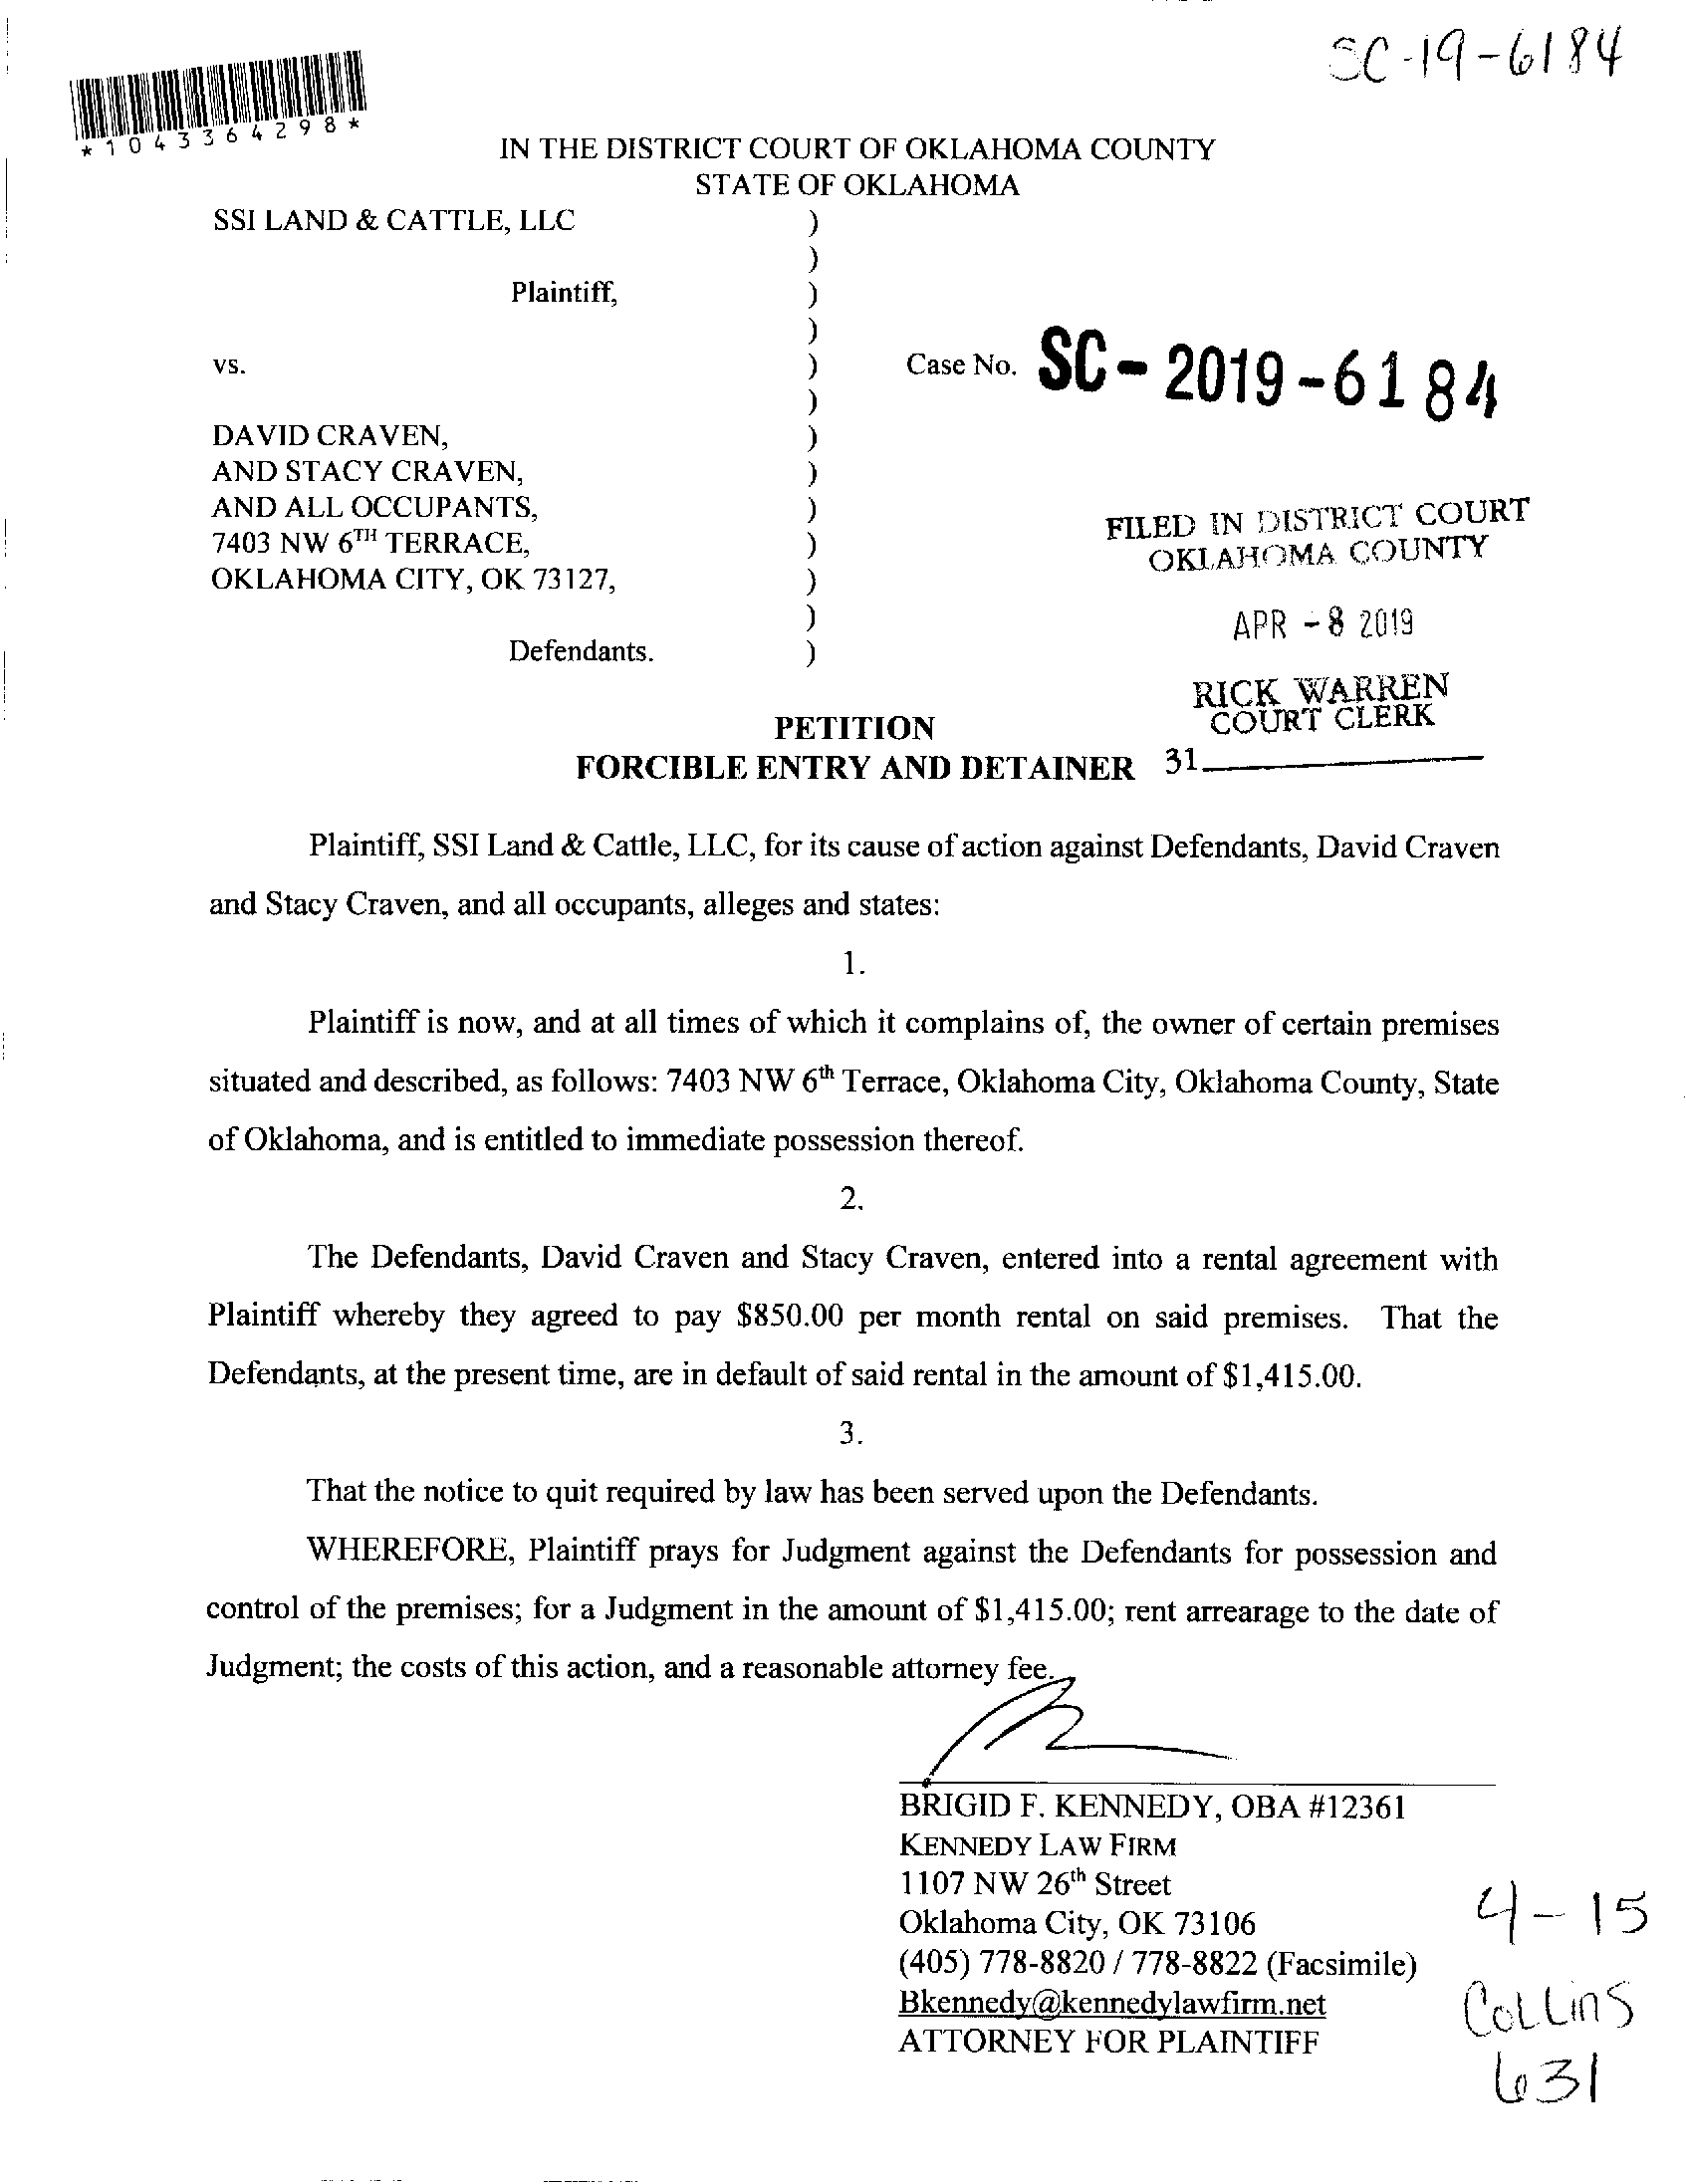 SC-19-6184
*1043364298*
IN THE DISTRICT COURT OF OKLAHOMA COUNTY
STATE OF OKLAHOMA
SSI LAND & CATTLE, LLC )
)
Plaintiff, )
)
vs. ) Case No. SC-2019-6184
)
DAVID CRAVEN, )
AND STACY CRAVEN, )
AND ALL OCCUPANTS, )
7403 NW 6TH TERRACE, )
OKLAHOMA CITY, OK 73127, )
)
Defendants. )
FILED IN DISTRICT COURT
OKLAHOMA COUNTY
APR -8 2019
RICK WARREN
COURT CLERK
31
PETITION
FORCIBLE ENTRY AND DETAINER
Plaintiff, SSI Land & Cattle, LLC, for its cause of action against Defendants, David Craven
and Stacy Craven, and all occupants, alleges and states:
1.
Plaintiff is now, and at all times of which it complains of, the owner of certain premises
situated and described, as follows: 7403 NW 6th Terrace, Oklahoma City, Oklahoma County, State
of Oklahoma, and is entitled to immediate possession thereof.
2.
The Defendants, David Craven and Stacy Craven, entered into a rental agreement with
Plaintiff whereby they agreed to pay $850.00 per month rental on said premises. That the
Defendants, at the present time, are in default of said rental in the amount of $1,415.00.
3.
That the notice to quit required by law has been served upon the Defendants.
WHEREFORE, Plaintiff prays for Judgment against the Defendants for possession and
control of the premises; for a Judgment in the amount of $1,415.00; rent arrearage to the date of
Judgment; the costs of this action, and a reasonable attorney fee.
BRIGID F. KENNEDY, OBA #12361
KENNEDY LAW FIRM
1107 NW 26th Street
Oklahoma City, OK 73106
(405) 778-8820 / 778-8822 (Facsimile)
Bkennedy@kennedylawfirm.net
ATTORNEY FOR PLAINTIFF
4-15
Collins
631